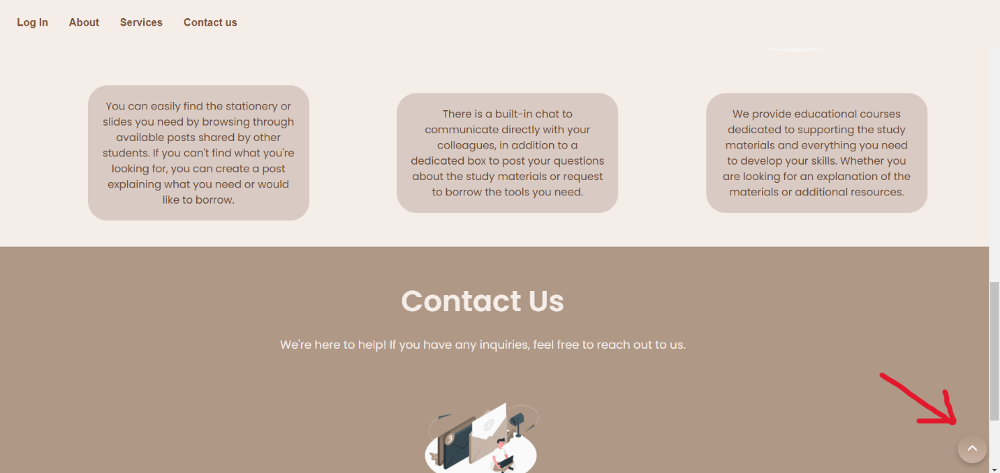 Log In About Services Contact us
You can easily find the stationery or
slides you need by browsing through
available posts shared by other
students. If you can't find what you're
looking for, you can create a post
explaining what you need or would
like to borrow.
There is a built-in chat to
communicate directly with your
colleagues, in addition to a
dedicated box to post your questions
about the study materials or request
to borrow the tools you need.
We provide educational courses
dedicated to supporting the study
materials and everything you need
to develop your skills. Whether you
are looking for an explanation of the
materials or additional resources.
Contact Us
We're here to help! If you have any inquiries, feel free to reach out to us.
@
3